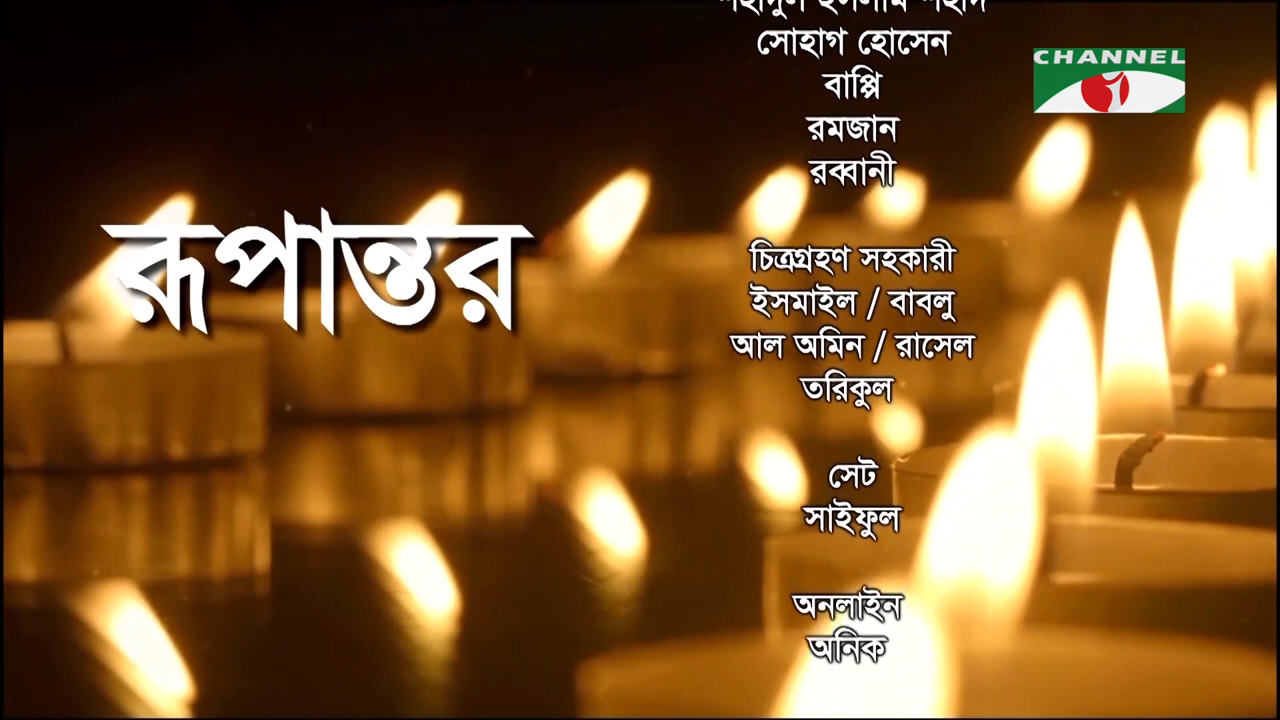 সোহাগ হোসেন
CHANNEL
বাপ্পি
রমজান
রব্বানী
রূপান্তর
চিত্রগ্রহণ সহকারী
ইসমাইল / বাবলু
আল অমিন / রাসেল
তরিকুল
সেট
সাইফুল
অনলাইন
অনিক